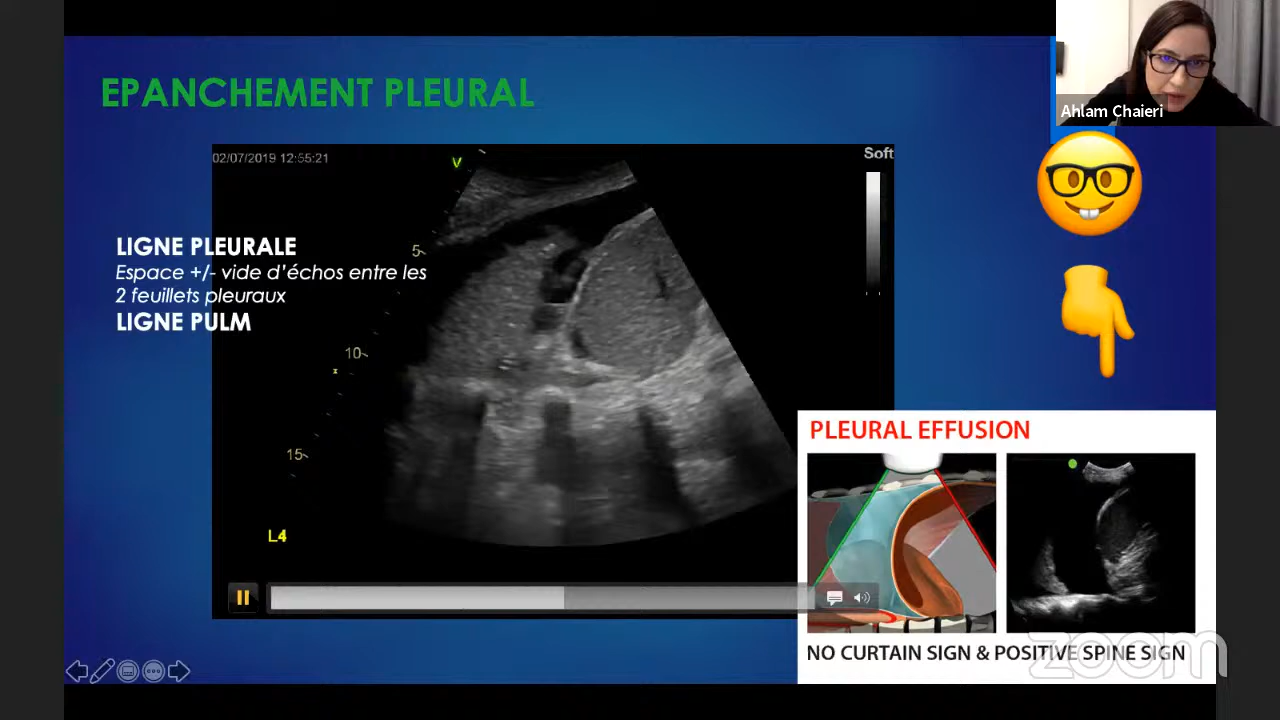 Ahlam Chaieri
EPANCHEMENT PLEURAL
02/07/2019 12:55:21
V
Soft
5
LIGNE PLEURALE
Espace +/- vide d'échos entre les
2 feuillets pleuraux
LIGNE PULM
10
x
15
L4
PLEURAL EFFUSION
NO CURTAIN SIGN & POSITIVE SPINE SIGN
zoom